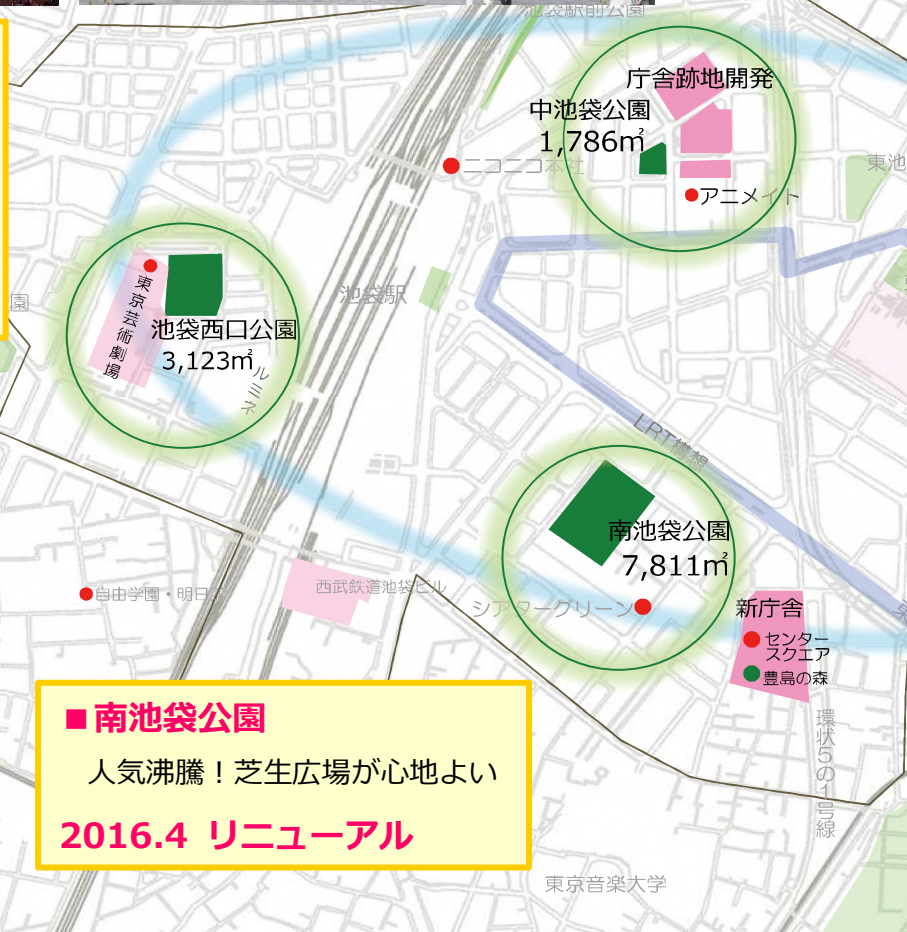 池袋駅前公園
庁舎跡地開発
中池袋公園
1,786㎡
ニコニコ本社
東池
アニメイト
園
東京芸術劇場
池袋西口公園
3,123㎡
ルミネ
池袋駅
LRT構想
南池袋公園
7,811㎡
西武鉄道池袋ビル
自由学園・明日
シアターグリーン
新庁舎
センター
スクエア
豊島の森
環状5の1号線
■南池袋公園
人気沸騰！芝生広場が心地よい
2016.4 リニューアル
東京音楽大学